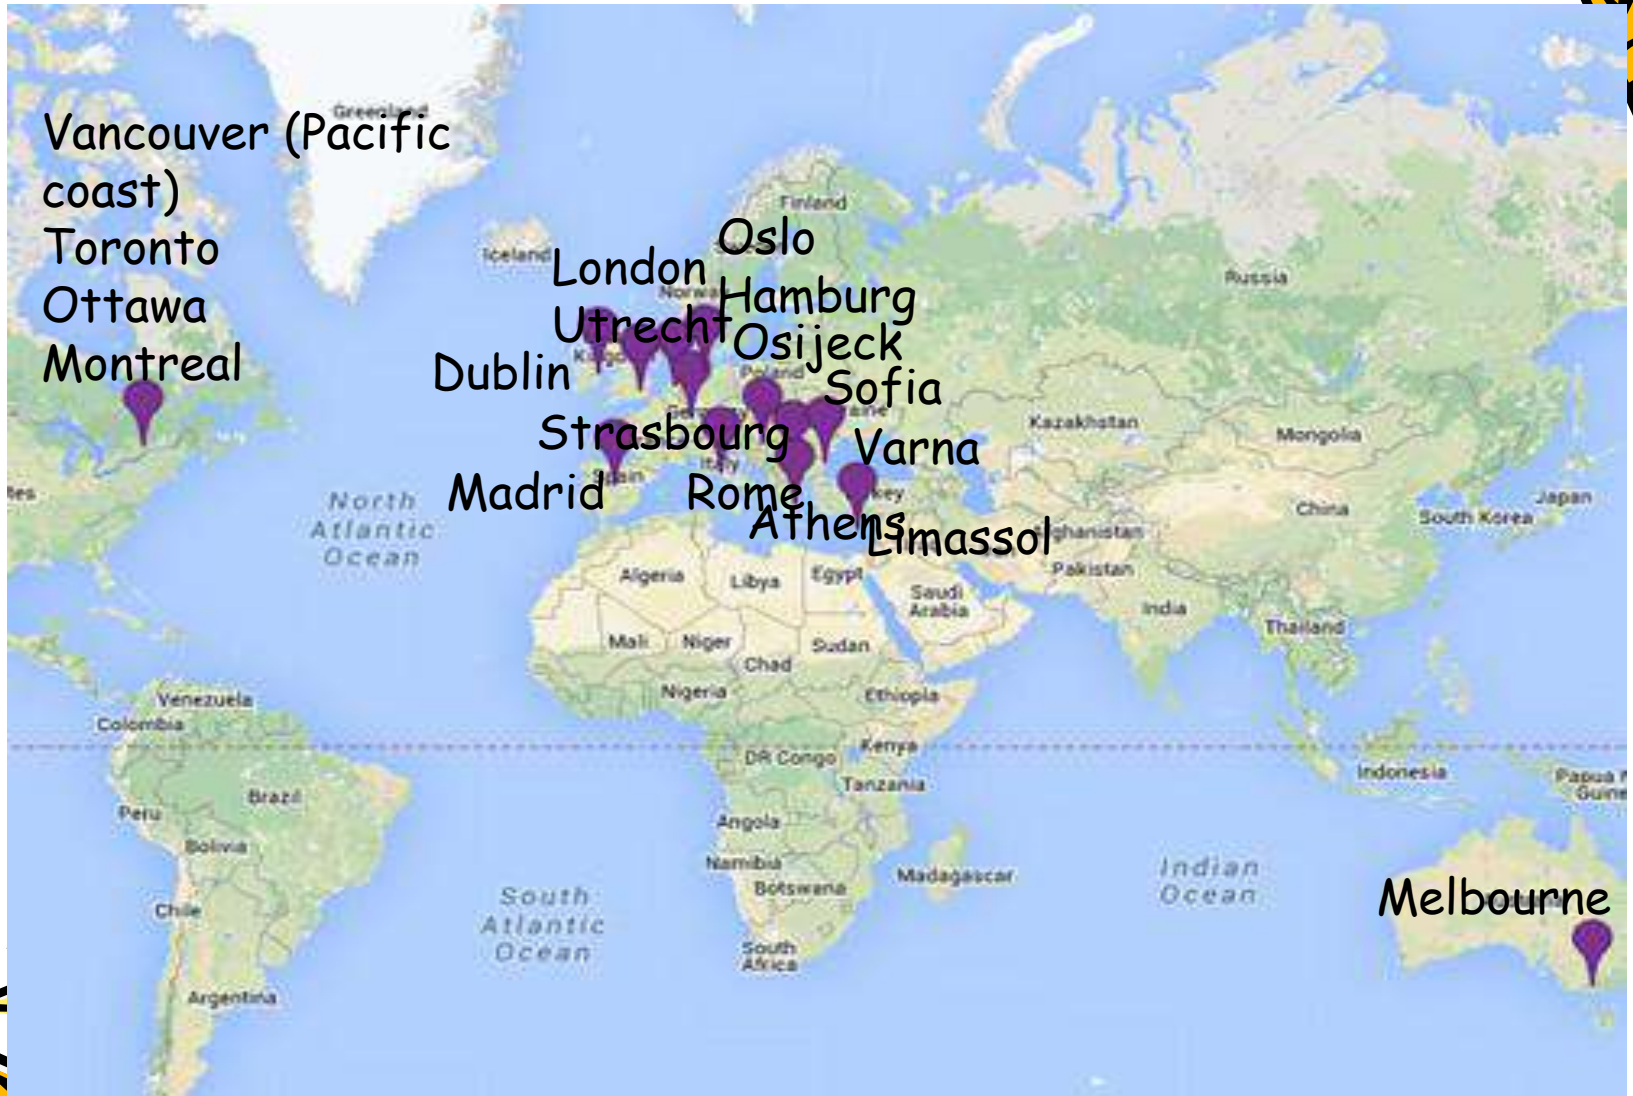 Greenland
Vancouver (Pacific
coast)
Toronto
Ottawa
Montreal
Iceland
Finland
Oslo
London
Norway
Hamburg
Utrecht
Osijeck
Dublin
Poland
Sofia
Strasbourg
Varna
Madrid
Italy
Rome
Athens
Limassol
Russia
Kazakhstan
Mongolia
China
South Korea
Japan
Pakistan
India
Thailand
North
Atlantic
Ocean
Algeria
Libya
Egypt
Saudi
Arabia
Mali
Niger
Chad
Sudan
Nigeria
Ethiopia
Venezuela
Colombia
DR Congo
Kenya
Tanzania
Indonesia
Brazil
Peru
Bolivia
Angola
Namibia
Botswana
Madagascar
Chile
South
Atlantic
Ocean
South
Africa
Indian
Ocean
Melbourne
Argentina